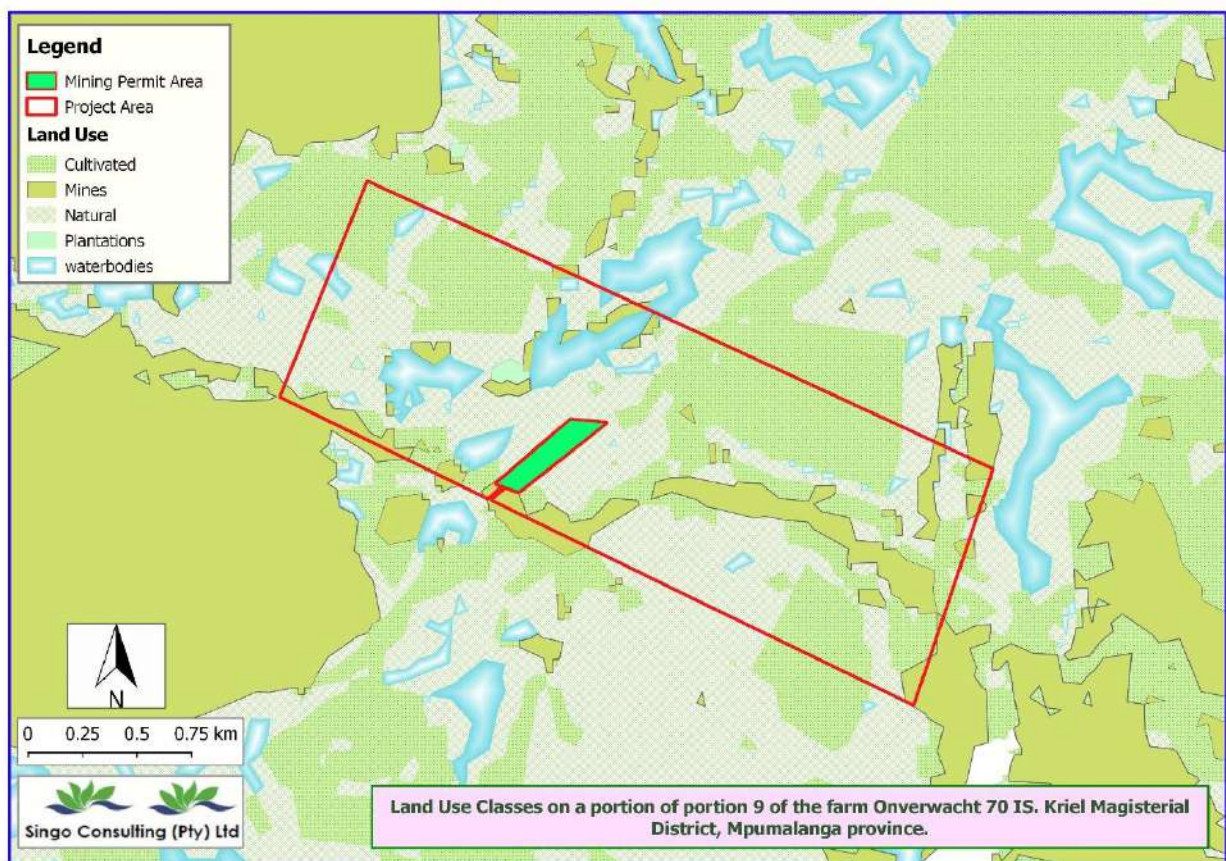 Legend
Mining Permit Area
Project Area
Land Use
Cultivated
Mines
Natural
Plantations
waterbodies
N
0 0.25 0.5 0.75 km
Singo Consulting (Pty) Ltd
Land Use Classes on a portion of portion 9 of the farm Onverwacht 70 IS. Kriel Magisterial
District, Mpumalanga province.